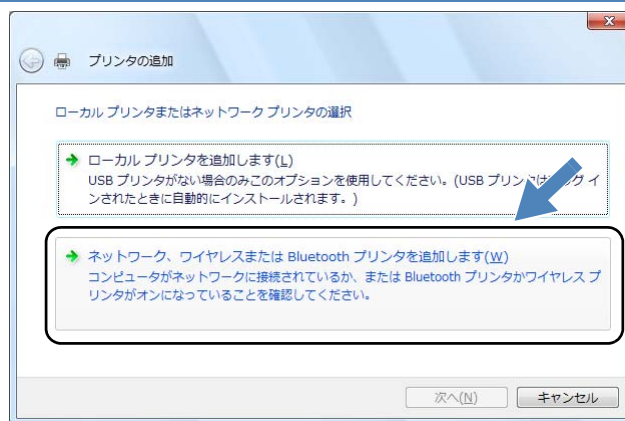 プリンタの追加
ローカル プリンタまたはネットワーク プリンタの選択
ローカル プリンタを追加します(L)
USB プリンタがない場合のみこのオプションを使用してください。(USB プリンタは グ イ
ンされたときに自動的にインストールされます。)
ネットワーク、ワイヤレスまたは Bluetooth プリンタを追加します(W)
コンピュータがネットワークに接続されているか、または Bluetooth プリンタかワイヤレス プ
リンタがオンになっていることを確認してください。
次へ(N)
キャンセル